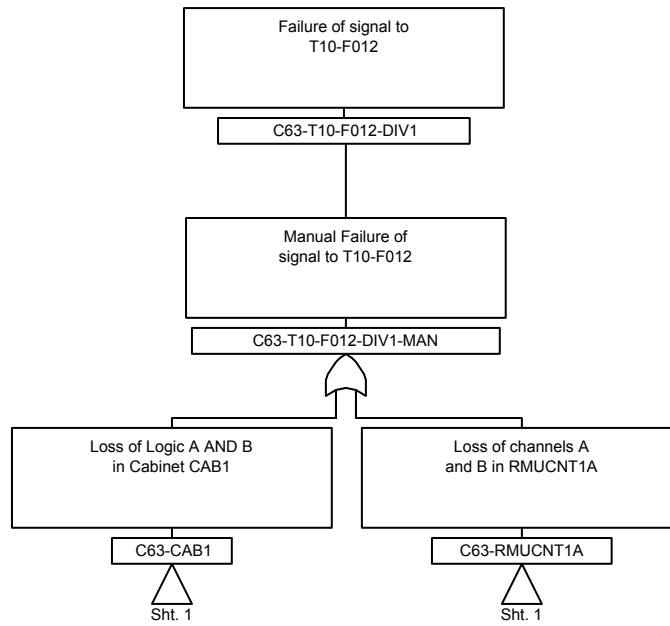 Failure of signal to
T10-F012
C63-T10-F012-DIV1
Manual Failure of
signal to T10-F012
C63-T10-F012-DIV1-MAN
Loss of Logic A AND B
in Cabinet CAB1
C63-CAB1
Sht. 1
Loss of channels A
and B in RMUCNT1A
C63-RMUCNT1A
Sht. 1